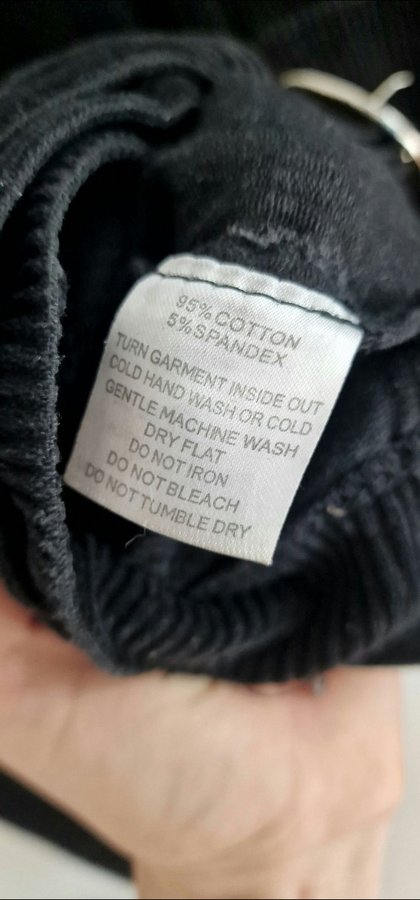 95% COTTON
5%SPANDEX
TURN GARMENT INSIDE OUT
COLD HAND WASH OR COLD
GENTLE MACHINE WASH
DRY FLAT
DO NOT IRON
DO NOT BLEACH
DO NOT TUMBLE DRY